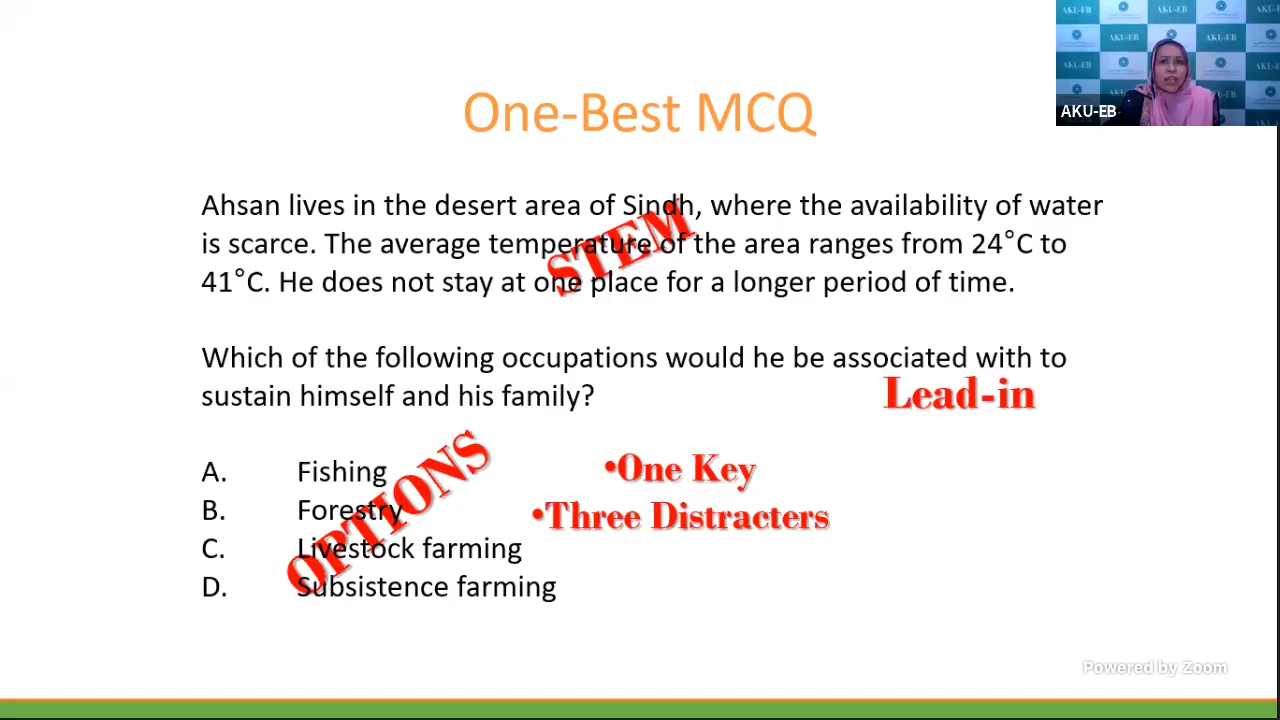 One-Best MCQ
AKU-EB
Ahsan lives in the desert area of Sindh, where the availability of water
is scarce. The average temperature of the area ranges from 24°C to
41°C. He does not stay at one place for a longer period of time.
STEM
Which of the following occupations would he be associated with to
sustain himself and his family?
Lead-in
A. Fishing
B. Forestry
C. Livestock farming
D. Subsistence farming
OPTIONS
•One Key
•Three Distracters
Powered by Zoom